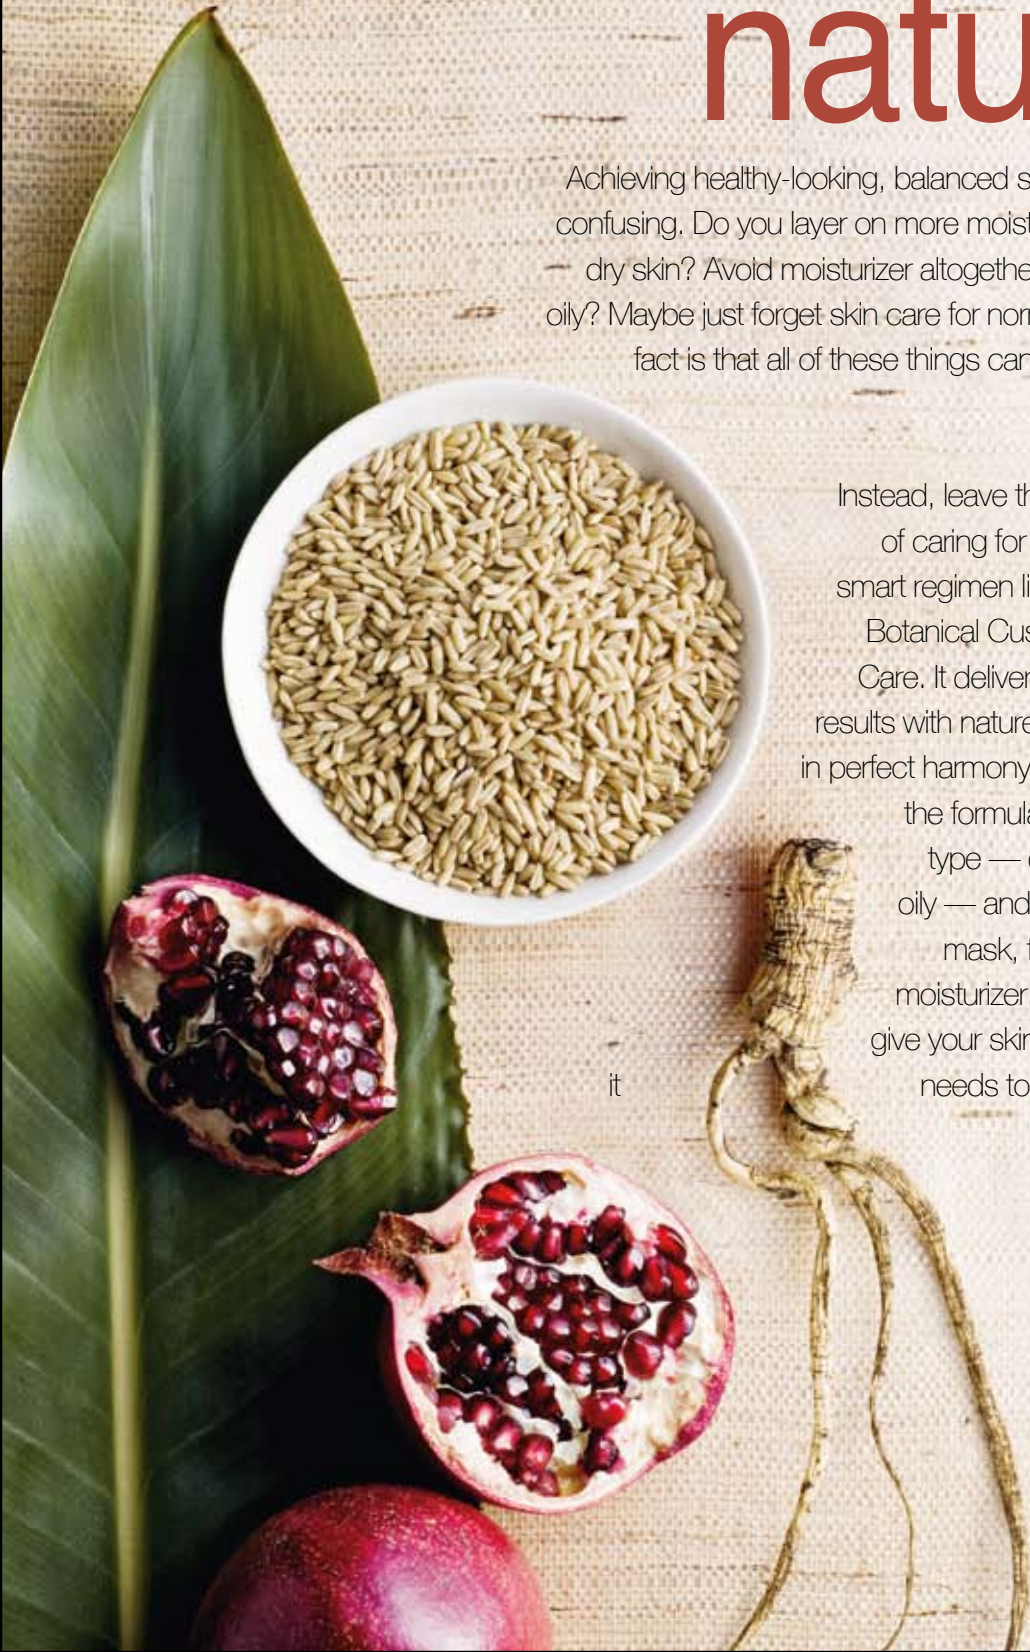 natu
Achieving healthy-looking, balanced s
confusing. Do you layer on more moist
dry skin? Avoid moisturizer altogethe
oily? Maybe just forget skin care for nor
fact is that all of these things can
Instead, leave th
of caring for
smart regimen li
Botanical Cus
Care. It deliver
results with nature
in perfect harmony
the formula
type — 
oily — and
mask, f
moisturizer
give your skin
it needs to